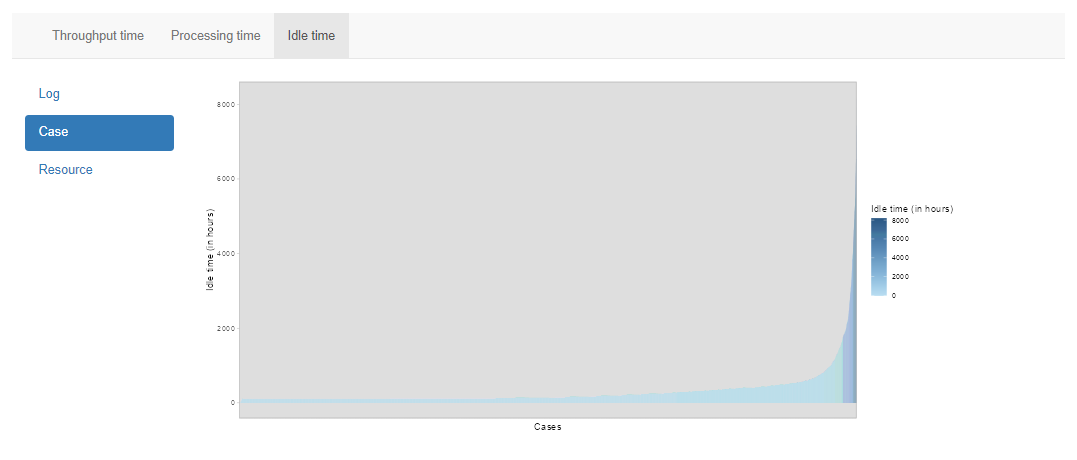 Throughput time Processing time Idle time
Log
Case
Resource
Idle time (in hours)
8000
6000
4000
2000
0
Cases
Idle time (in hours)
8000
6000
4000
2000
0